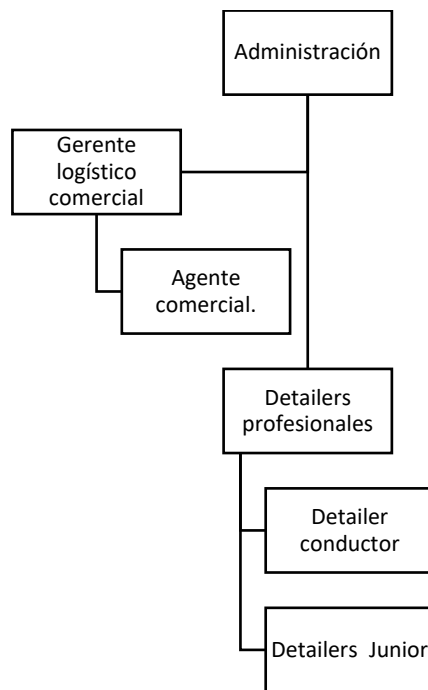 Administración
Gerente
logístico
comercial
Agente
comercial.
Detailers
profesionales
Detailer
conductor
Detailers Junior